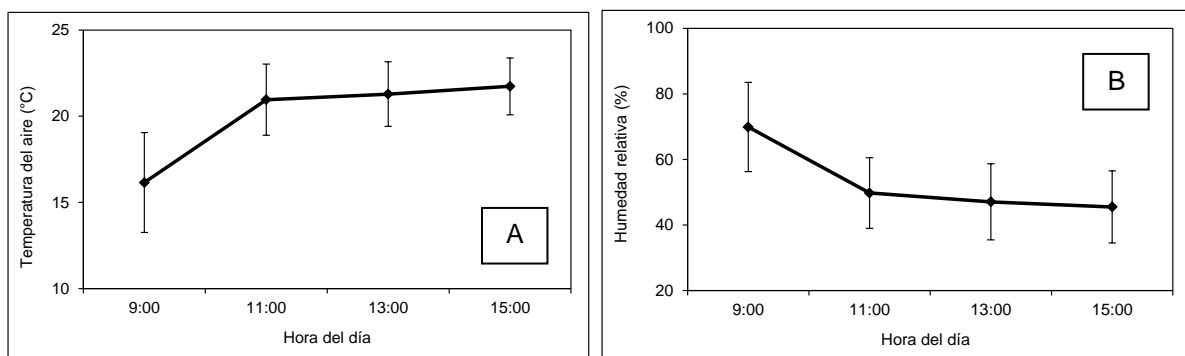 Temperatura del aire (°C)
25
20
15
10
A
9:00 11:00 13:00 15:00
Hora del día
Humedad relativa (%)
100
80
60
40
20
B
9:00 11:00 13:00 15:00
Hora del día